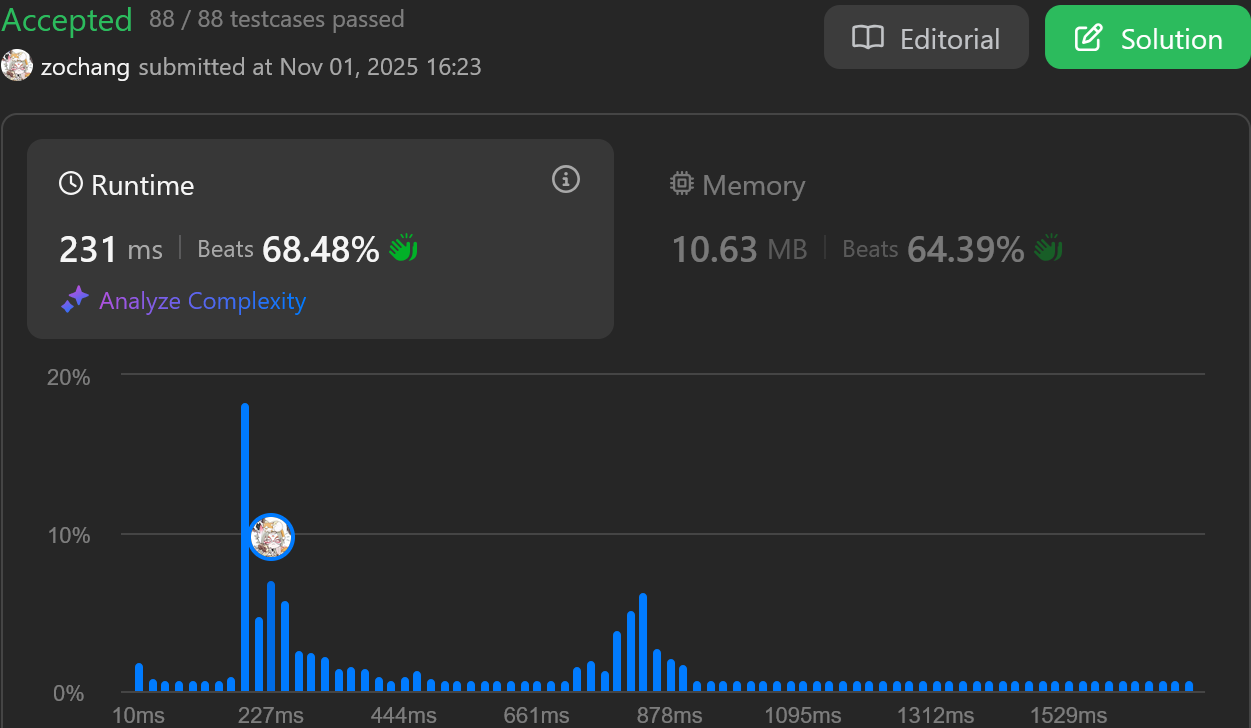 Accepted 88 / 88 testcases passed
zochang submitted at Nov 01, 2025 16:23
Editorial
Solution
Runtime
231 ms | Beats 68.48%
Analyze Complexity
Memory
10.63 MB | Beats 64.39%
20%
10%
0%
10ms 227ms 444ms 661ms 878ms 1095ms 1312ms 1529ms